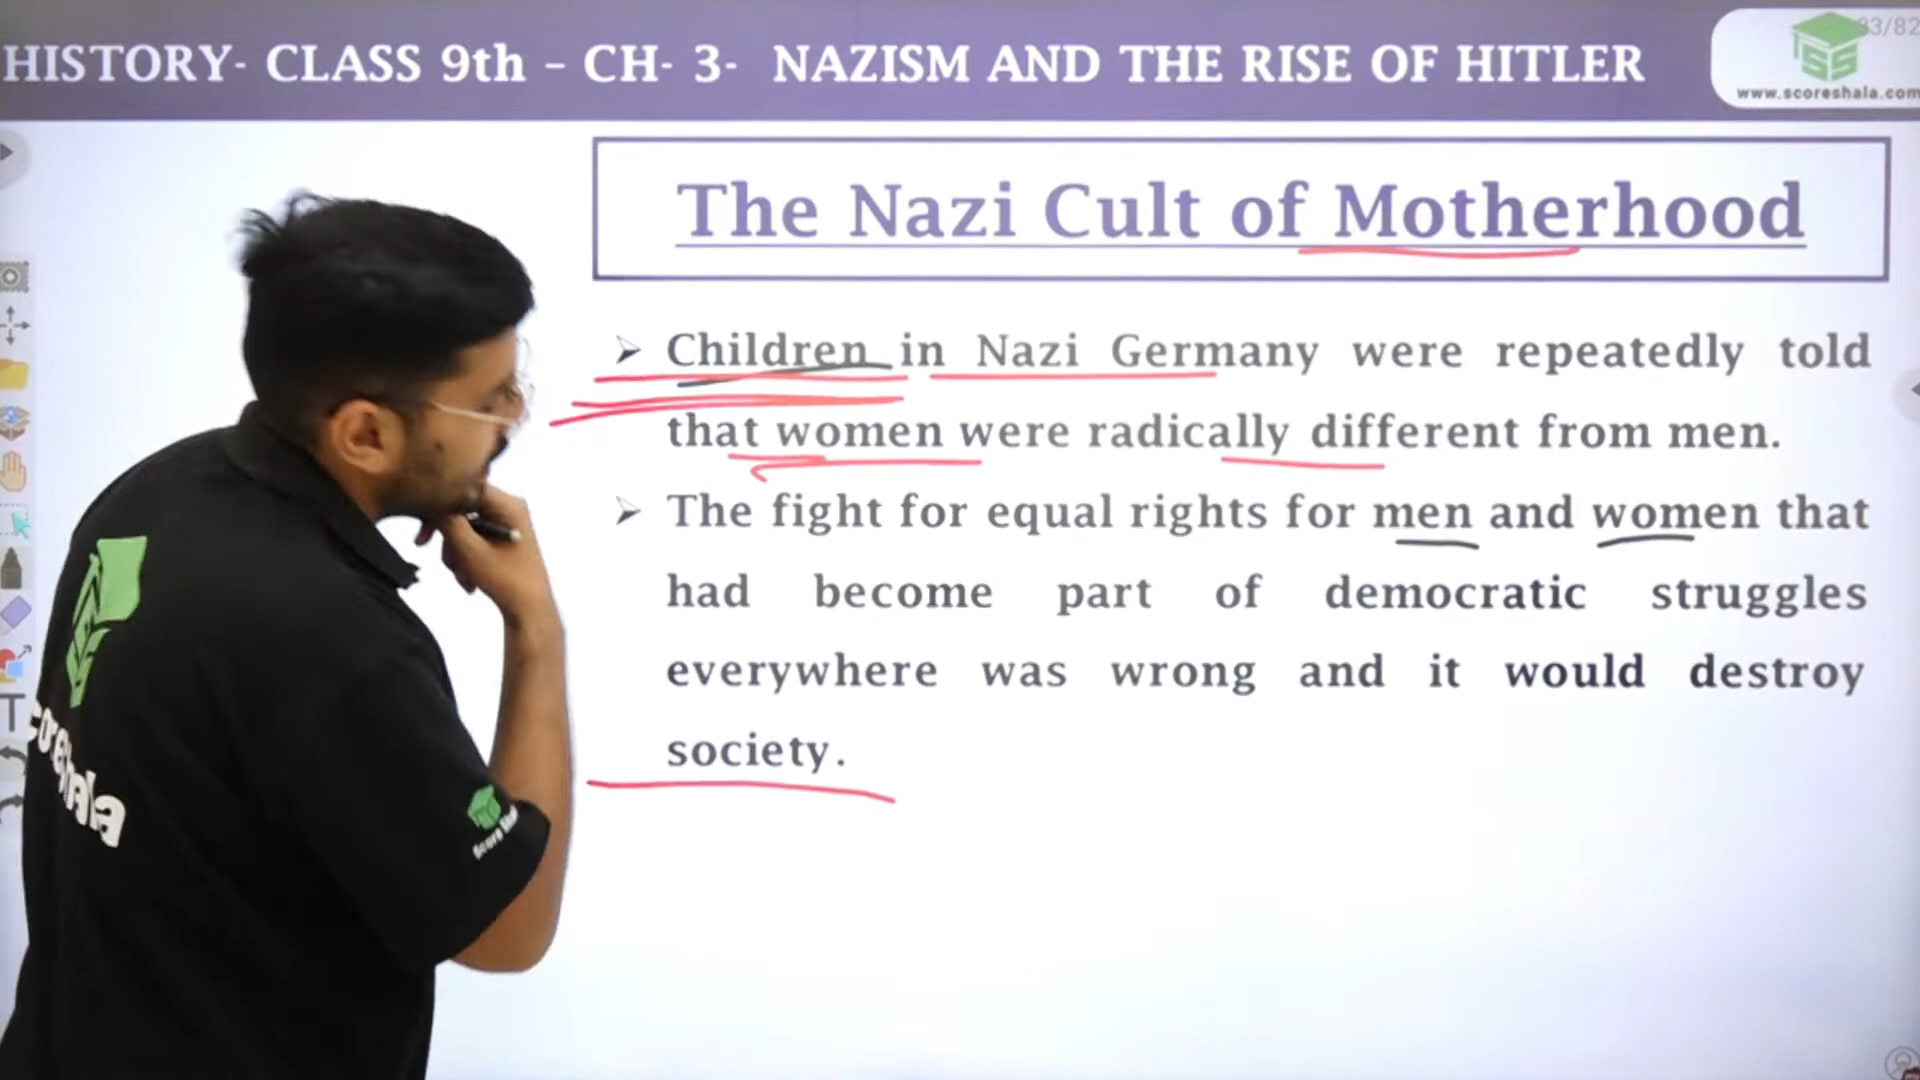 HISTORY- CLASS 9th – CH- 3- NAZISM AND THE RISE OF HITLER
www.scoreshala.com
The Nazi Cult of Motherhood
➢ Children in Nazi Germany were repeatedly told
that women were radically different from men.
➢ The fight for equal rights for men and women that
had become part of democratic struggles
everywhere was wrong and it would destroy
society.
Score Shala